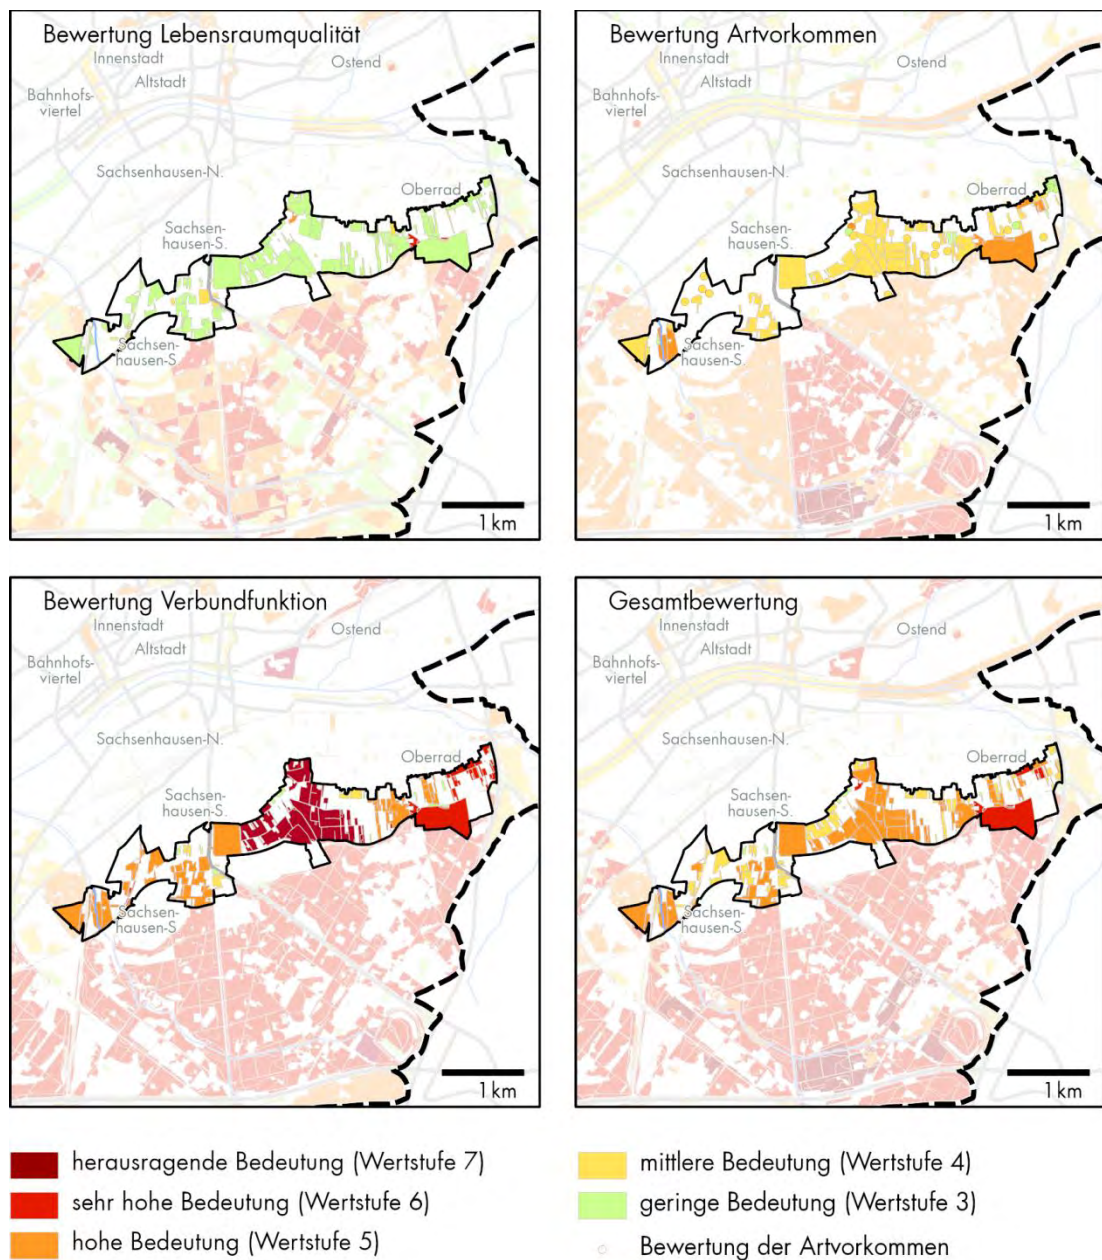 Bewertung Lebensraumqualität
Innenstadt
Ostend
Altstadt
Bahnhofs-
viertel
Sachsenhausen-N.
Oberrad
Sachsen-
hausen-S.
Sachsen-
hausen-S.
1 km
Bewertung Artvorkommen
Innenstadt
Ostend
Altstadt
Bahnhofs-
viertel
Sachsenhausen-N.
Oberrad
Sachsen-
hausen-S.
Sachsen-
hausen-S.
1 km
Bewertung Verbundfunktion
Innenstadt
Ostend
Altstadt
Bahnhofs-
viertel
Sachsenhausen-N.
Oberrad
Sachsen-
hausen-S.
Sachsen-
hausen-S.
1 km
Gesamtbewertung
Innenstadt
Ostend
Altstadt
Bahnhofs-
viertel
Sachsenhausen-N.
Oberrad
Sachsen-
hausen-S.
Sachsen-
hausen-S.
1 km
herausragende Bedeutung (Wertstufe 7)
sehr hohe Bedeutung (Wertstufe 6)
hohe Bedeutung (Wertstufe 5)
mittlere Bedeutung (Wertstufe 4)
geringe Bedeutung (Wertstufe 3)
Bewertung der Artvorkommen